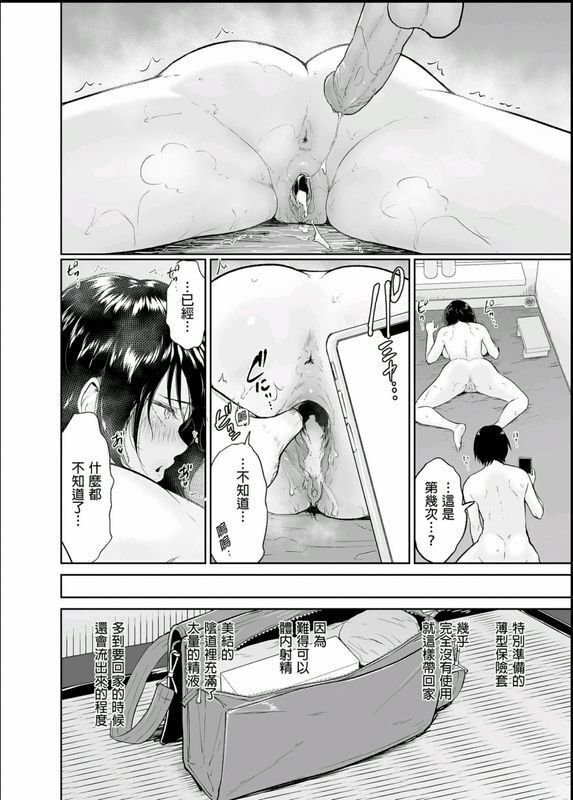 …這是
第幾次…?
…不知道…
嗚嗚…
…已經…
什麼都
不知道了…
特別準備的
薄型保險套
幾乎
完全沒有使用
就這樣帶回家
因為
難得可以
體內射精
美結的
陰道裡充滿了
大量的精液
多到要回家的時候
還會流出來的程度